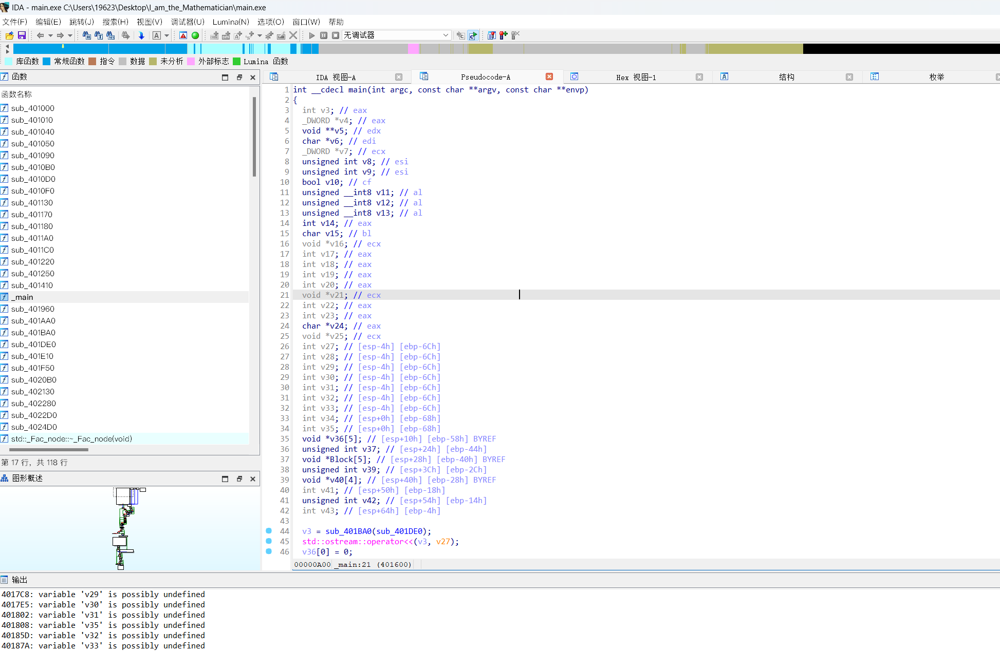 IDA - main.exe C:\Users\19623\Desktop\I_am_the_Mathematician\main.exe
文件(F) 编辑(E) 跳转(J) 搜索(H) 视图(V) 调试器(U) Lumina(N) 选项(O) 窗口(W) 帮助
无调试器
库函数 常规函数 指令 数据 未分析 外部标志 Lumina 函数
函数
函数名称
sub_401000
sub_401010
sub_401040
sub_401050
sub_401090
sub_4010B0
sub_4010D0
sub_4010F0
sub_401130
sub_401170
sub_401180
sub_4011A0
sub_4011C0
sub_401220
sub_401250
sub_401410
_main
sub_401960
sub_401AA0
sub_401BA0
sub_401DE0
sub_401E10
sub_401F50
sub_4020B0
sub_402130
sub_402280
sub_4022D0
sub_4024D0
std::_Fac_node::~_Fac_node(void)
第 17 行, 共 118 行
图形概述
IDA 视图-A Pseudocode-A Hex 视图-1 结构 枚举
1 int __cdecl main(int argc, const char **argv, const char **envp)
2 {
3 int v3; // eax
4 _DWORD *v4; // eax
5 void **v5; // edx
6 char *v6; // edi
7 _DWORD *v7; // ecx
8 unsigned int v8; // esi
9 unsigned int v9; // esi
10 bool v10; // cf
11 unsigned __int8 v11; // al
12 unsigned __int8 v12; // al
13 unsigned __int8 v13; // al
14 int v14; // eax
15 char v15; // bl
16 void *v16; // ecx
17 int v17; // eax
18 int v18; // eax
19 int v19; // eax
20 int v20; // eax
21 void *v21; // ecx
22 int v22; // eax
23 int v23; // eax
24 char *v24; // eax
25 void *v25; // ecx
26 int v27; // [esp-4h] [ebp-6Ch]
27 int v28; // [esp-4h] [ebp-6Ch]
28 int v29; // [esp-4h] [ebp-6Ch]
29 int v30; // [esp-4h] [ebp-6Ch]
30 int v31; // [esp-4h] [ebp-6Ch]
31 int v32; // [esp-4h] [ebp-6Ch]
32 int v33; // [esp-4h] [ebp-6Ch]
33 int v34; // [esp+0h] [ebp-68h]
34 int v35; // [esp+0h] [ebp-68h]
35 void *v36[5]; // [esp+10h] [ebp-58h] BYREF
36 unsigned int v37; // [esp+24h] [ebp-44h]
37 void *Block[5]; // [esp+28h] [ebp-40h] BYREF
38 unsigned int v39; // [esp+3Ch] [ebp-2Ch]
39 void *v40[4]; // [esp+40h] [ebp-28h] BYREF
40 int v41; // [esp+50h] [ebp-18h]
41 unsigned int v42; // [esp+54h] [ebp-14h]
42 int v43; // [esp+64h] [ebp-4h]
43
44 v3 = sub_401BA0(sub_401DE0);
45 std::ostream::operator<<(v3, v27);
46 v36[0] = 0;
00000A00 _main:21 (401600)
输出
4017C8: variable 'v29' is possibly undefined
4017E5: variable 'v30' is possibly undefined
401802: variable 'v31' is possibly undefined
401808: variable 'v35' is possibly undefined
40185D: variable 'v32' is possibly undefined
40187A: variable 'v33' is possibly undefined